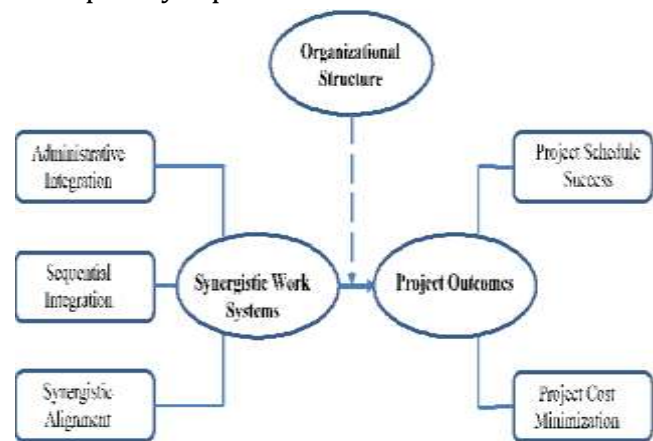 Organizational
Structure
Administrative
Integration
Project Schedule
Success
Sequential
Integration
Synergistic Work
Systems
Project Outcomes
Synergistic
Alignment
Project Cost
Minimization